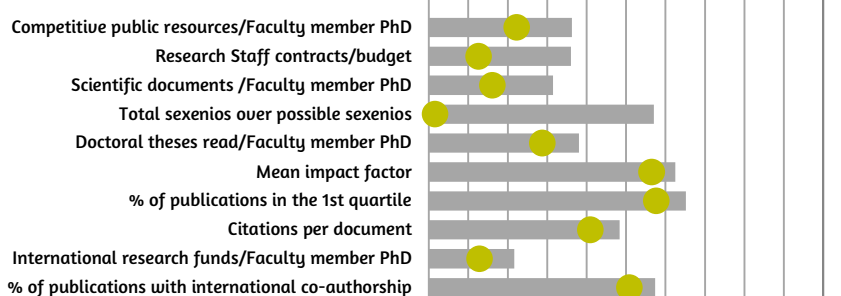 Competitive public resources/Faculty member PhD
Research Staff contracts/budget
Scientific documents /Faculty member PhD
Total sexenios over possible sexenios
Doctoral theses read/Faculty member PhD
Mean impact factor
% of publications in the 1st quartile
Citations per document
International research funds/Faculty member PhD
% of publications with international co-authorship